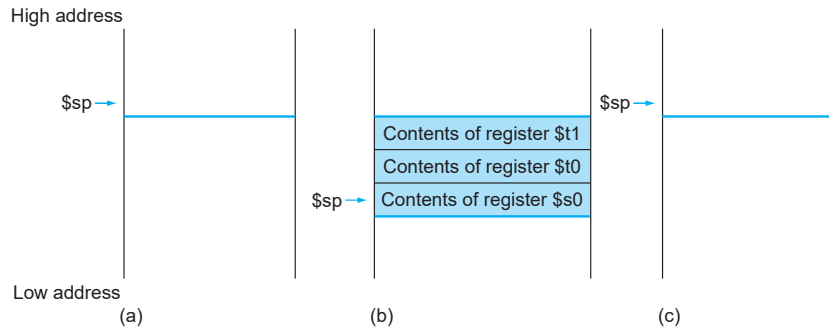 High address
$sp
$sp
Contents of register $t1
Contents of register $t0
$sp
Contents of register $s0
Low address
(a)
(b)
(c)